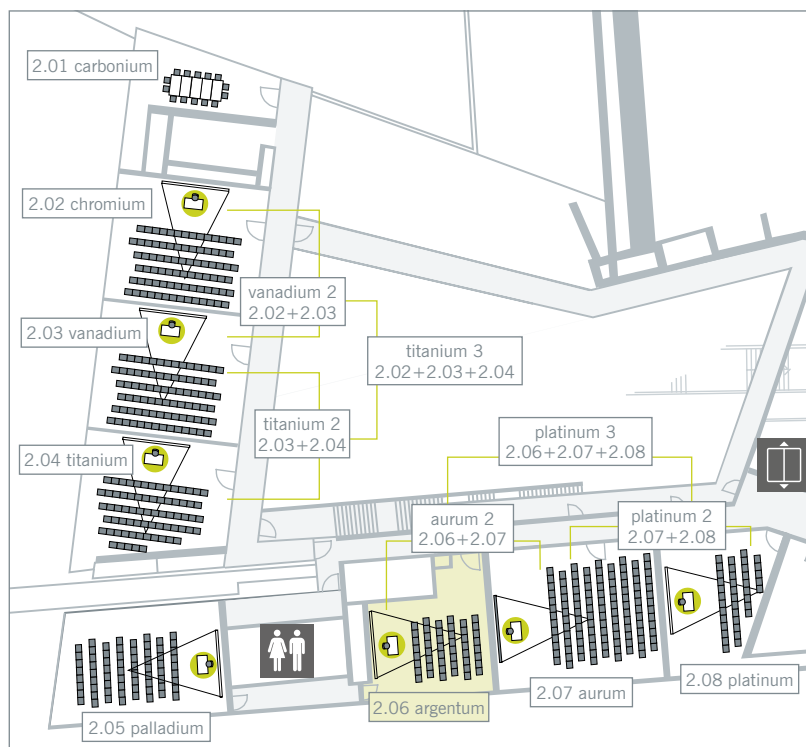 2.01 carbonium
2.02 chromium
vanadium 2
2.02+2.03
2.03 vanadium
titanium 3
2.02+2.03+2.04
titanium 2
2.03+2.04
platinum 3
2.06+2.07+2.08
2.04 titanium
aurum 2
2.06+2.07
platinum 2
2.07+2.08
2.05 palladium
2.06 argentum
2.07 aurum
2.08 platinum